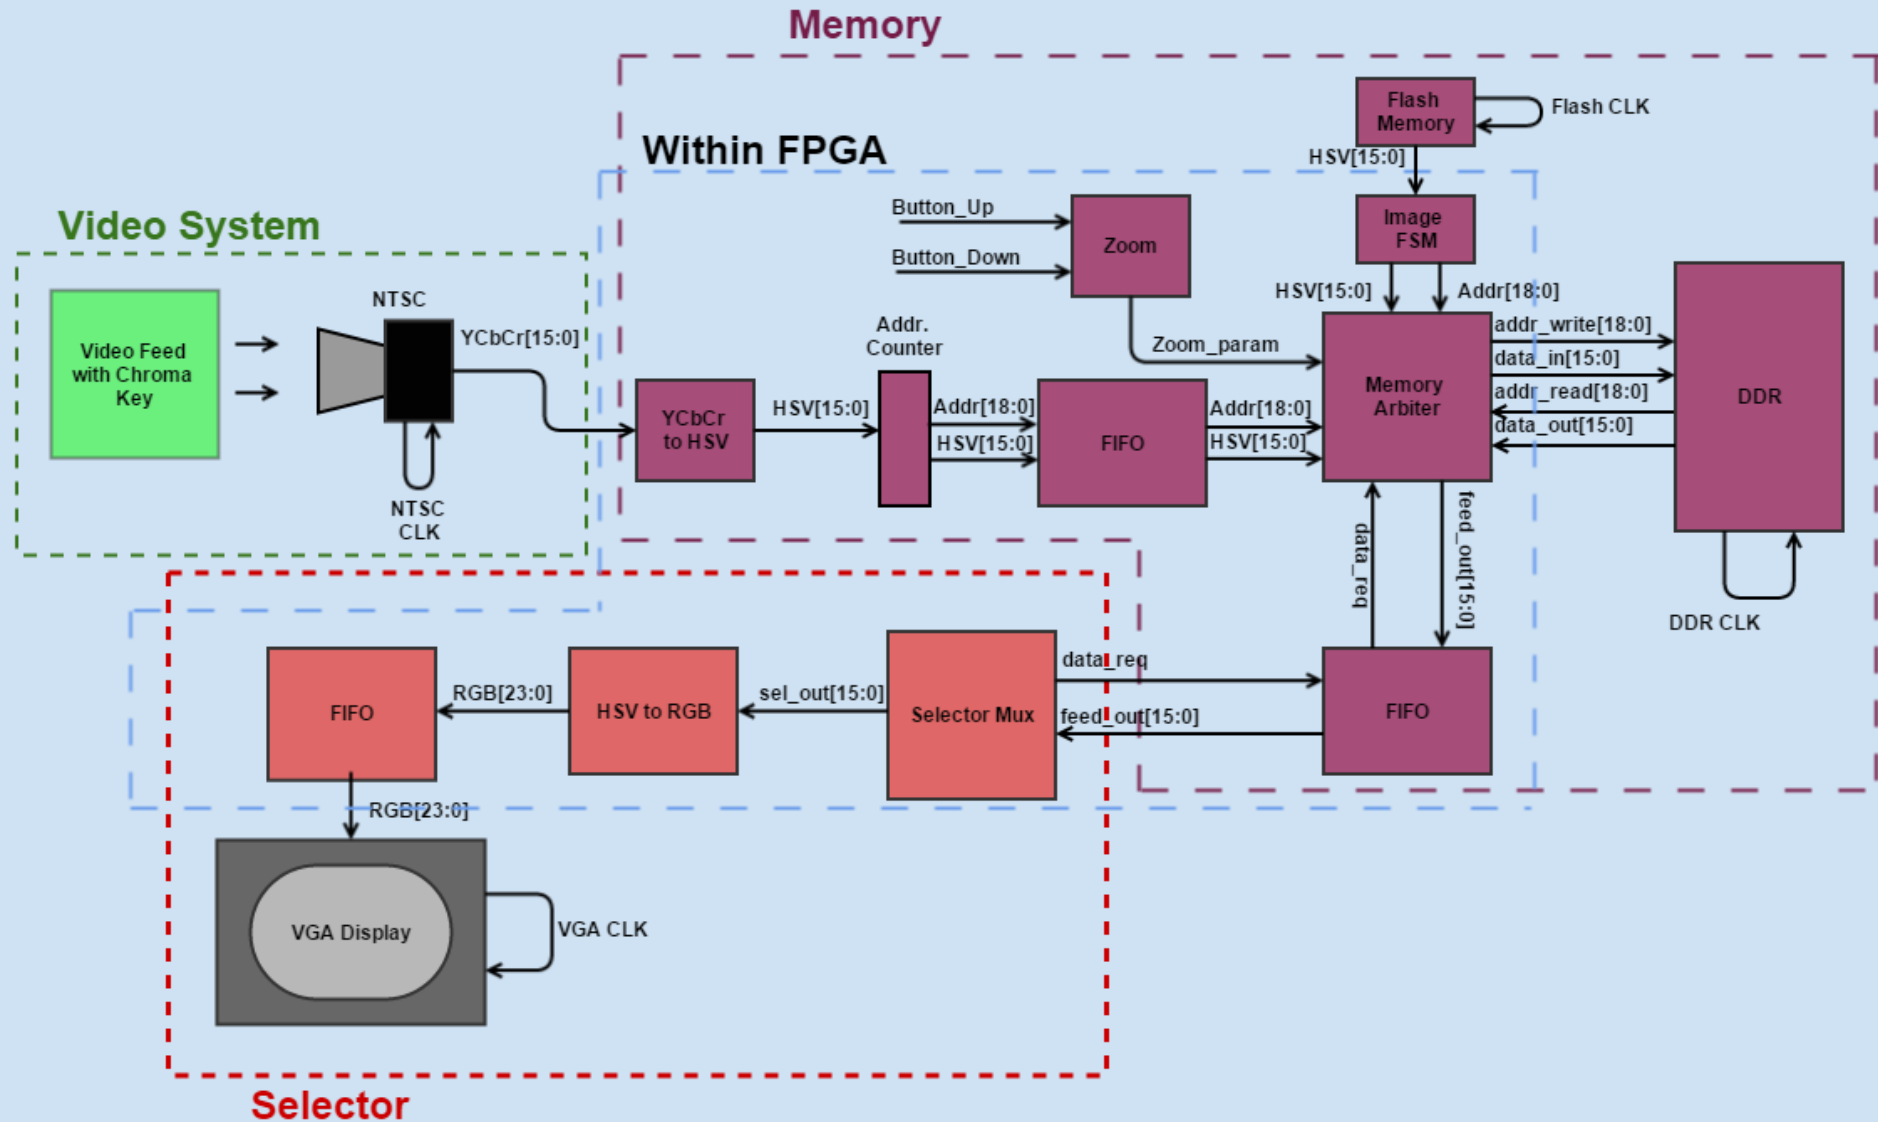 Memory
Flash
Memory
Flash CLK
HSV[15:0]
Within FPGA
Button_Up
Button_Down
Zoom
Image
FSM
HSV[15:0]
Addr[18:0]
Zoom_param
Video System
Video Feed
with Chroma
Key
NTSC
YCbCr[15:0]
NTSC
CLK
YCbCr
to HSV
HSV[15:0]
Addr.
Counter
Addr[18:0]
HSV[15:0]
FIFO
Addr[18:0]
HSV[15:0]
Memory
Arbiter
addr_write[18:0]
data_in[15:0]
addr_read[18:0]
data_out[15:0]
DDR
DDR CLK
data_req
feed_out[15:0]
FIFO
data_req
feed_out[15:0]
Selector Mux
sel_out[15:0]
HSV to RGB
RGB[23:0]
FIFO
RGB[23:0]
VGA Display
VGA CLK
Selector